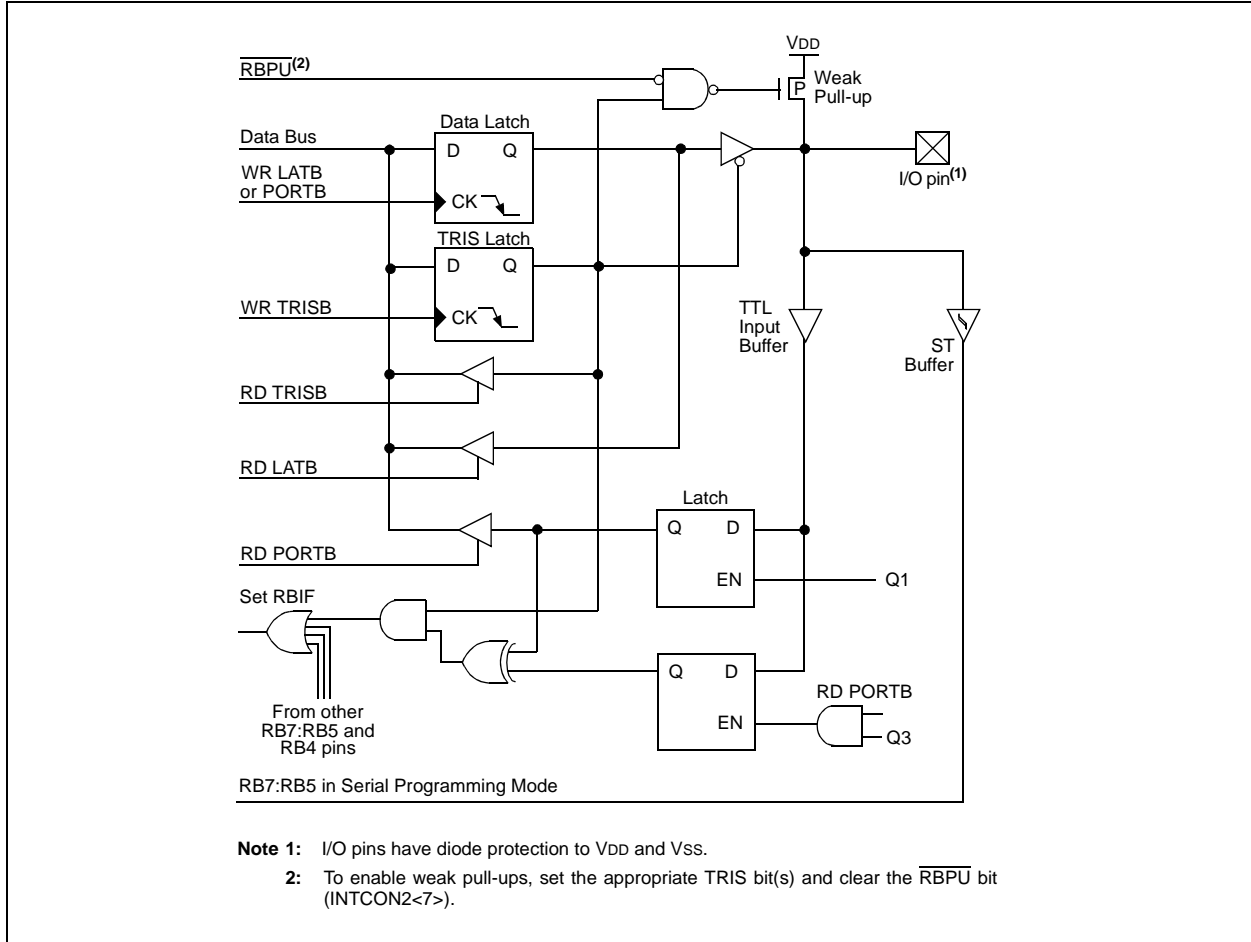 VDD
RBPU(2)
Weak
Pull-up
P
Data Bus
Data Latch
D Q
WR LATB
or PORTB
CK
I/O pin(1)
TRIS Latch
D Q
WR TRISB
CK
TTL
Input
Buffer
ST
Buffer
RD TRISB
RD LATB
Latch
Q D
RD PORTB
EN
Q1
Set RBIF
Q D
RD PORTB
EN
Q3
From other
RB7:RB5 and
RB4 pins
RB7:RB5 in Serial Programming Mode
Note 1: I/O pins have diode protection to VDD and VSS.
2: To enable weak pull-ups, set the appropriate TRIS bit(s) and clear the RBPU bit
(INTCON2<7>).